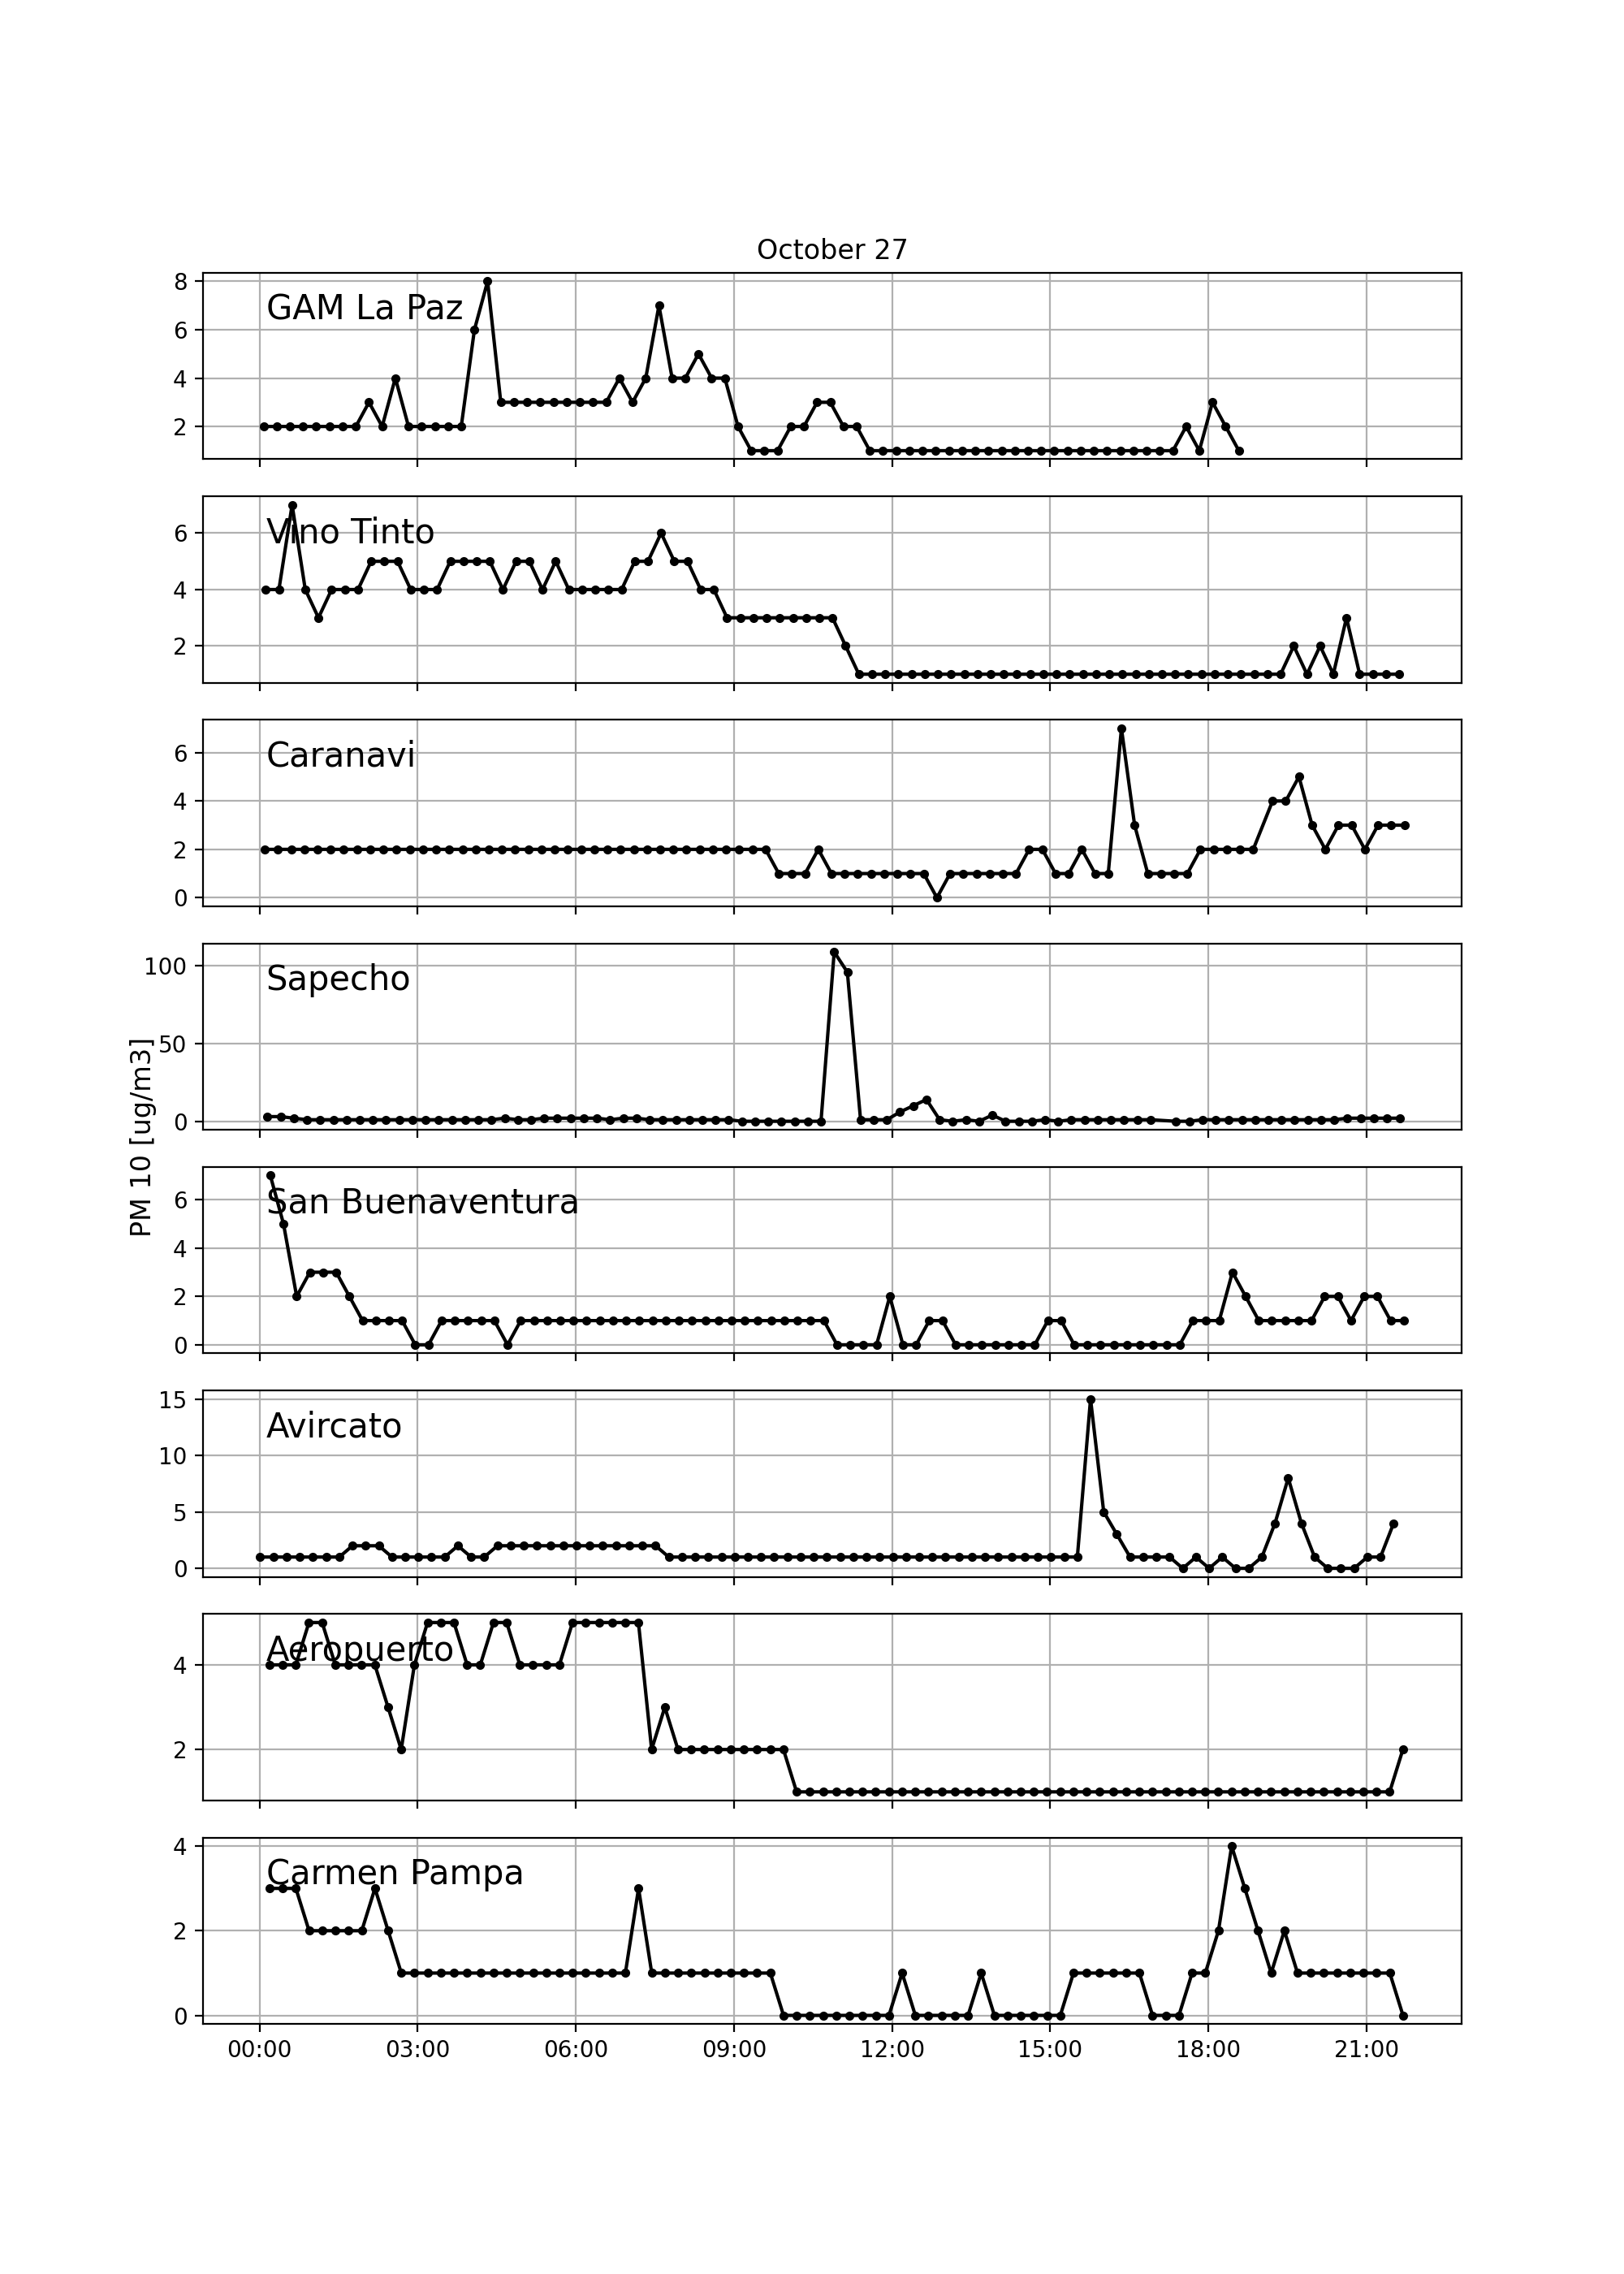 October 27
8
6
4
2
GAM La Paz
6
4
2
Vino Tinto
6
4
2
0
Caranavi
100
50
0
Sapecho
PM 10 [ug/m3]
6
4
2
0
San Buenaventura
15
10
5
0
Avircato
4
2
Aeropuerto
4
2
0
Carmen Pampa
00:00 03:00 06:00 09:00 12:00 15:00 18:00 21:00